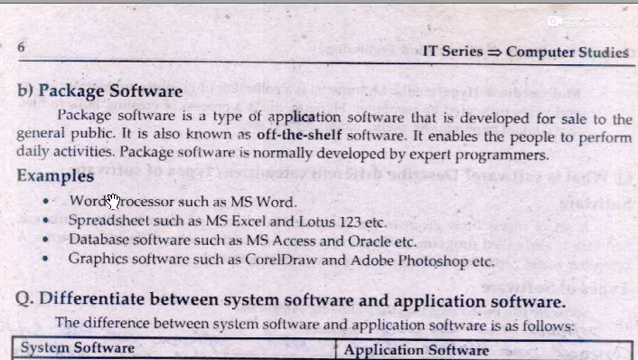 6
IT Series ⇒ Computer Studies
b) Package Software
Package software is a type of application software that is developed for sale to the
general public. It is also known as off-the-shelf software. It enables the people to perform
daily activities. Package software is normally developed by expert programmers.
Examples
• Word Processor such as MS Word.
• Spreadsheet such as MS Excel and Lotus 123 etc.
• Database software such as MS Access and Oracle etc.
• Graphics software such as CorelDraw and Adobe Photoshop etc.
Q. Differentiate between system software and application software.
The difference between system software and application software is as follows:
System Software
Application Software